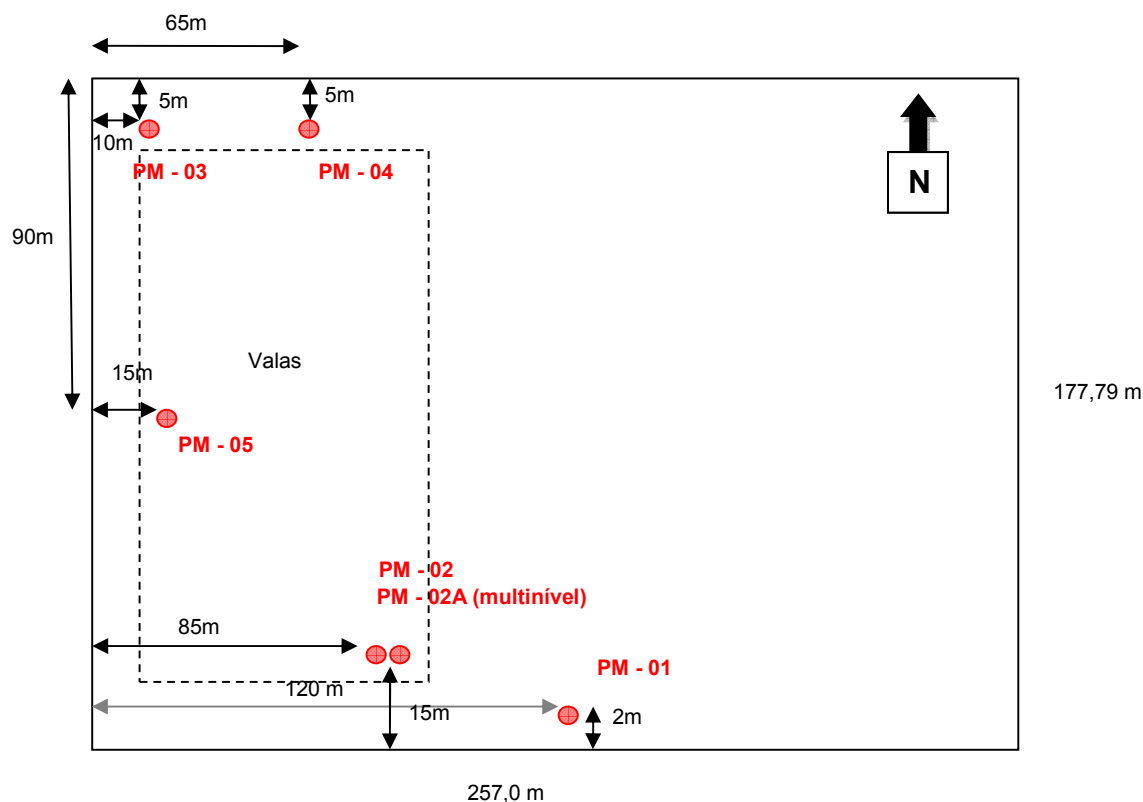 65m
5m
5m
10m
PM - 03
PM - 04
N
90m
Valas
15m
177,79 m
PM - 05
PM - 02
PM - 02A (multinível)
85m
PM - 01
120 m
15m
2m
257,0 m